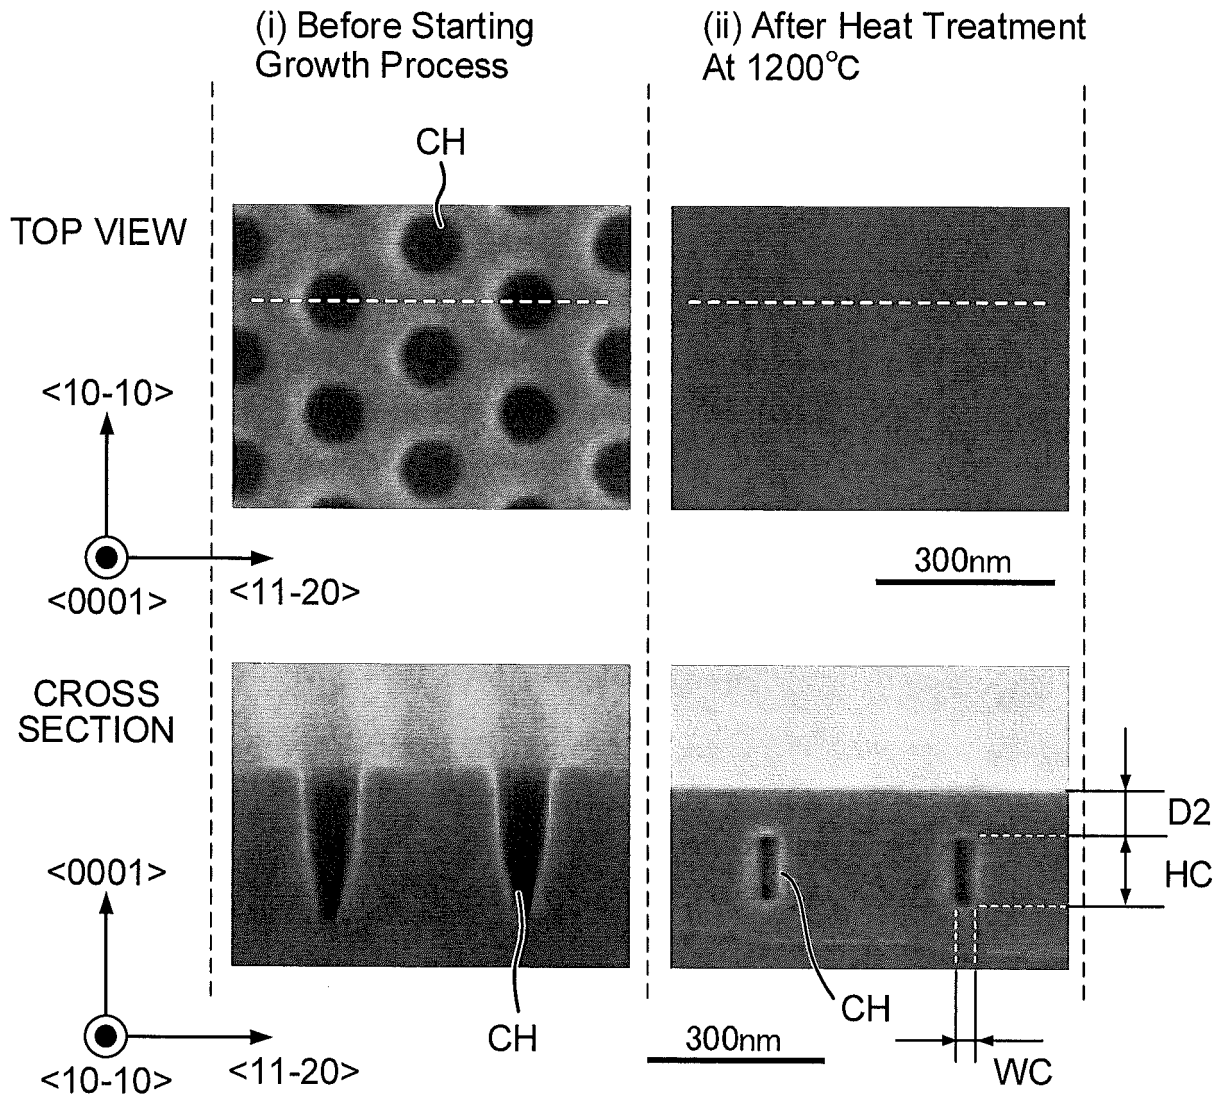 (i) Before Starting
Growth Process
(ii) After Heat Treatment
At 1200°C
CH
TOP VIEW
<10-10>
<0001>
<11-20>
300nm
CROSS
SECTION
<0001>
<10-10>
<11-20>
CH
CH
300nm
D2
HC
WC